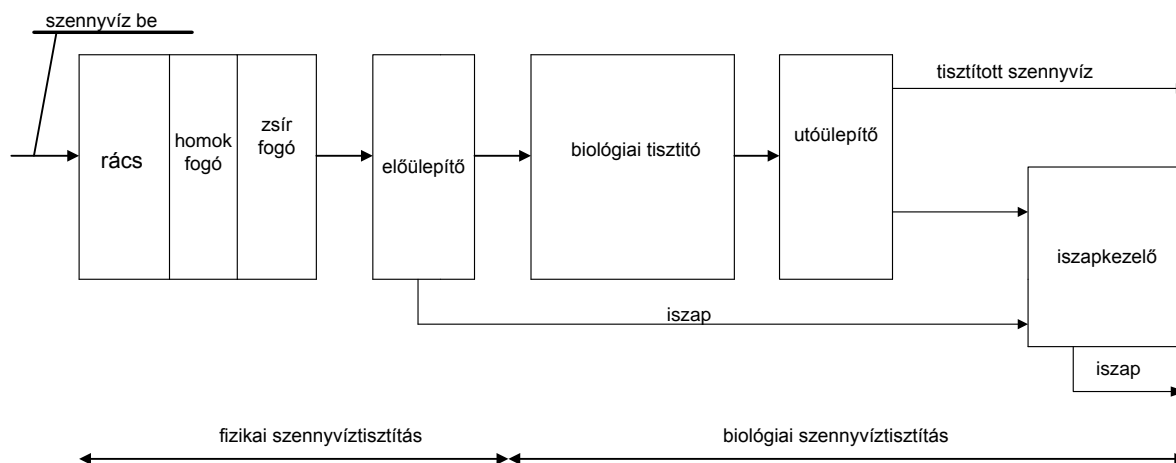 szennyvíz be
rács
homok
fogó
zsír
fogó
előülepítő
biológiai tisztitó
utóülepítő
tisztított szennyvíz
iszapkezelő
iszap
iszap
fizikai szennyvíztisztítás
biológiai szennyvíztisztítás